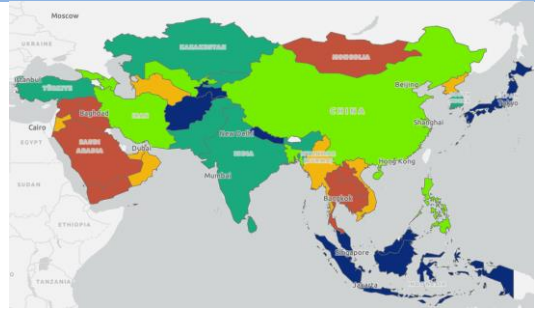 Moscow
UKRAINE
KAZAKHSTAN
MONGOLIA
Istanbul
TÜRKIYE
Beijing
Tokyo
Baghdad
IRAN
CHINA
Shanghai
Cairo
EGYPT
SAUDI
ARABIA
Dubai
New Delhi
INDIA
Hong Kong
Mumbai
SUDAN
Bangkok
ETHIOPIA
Singapore
Jakarta
TANZANIA